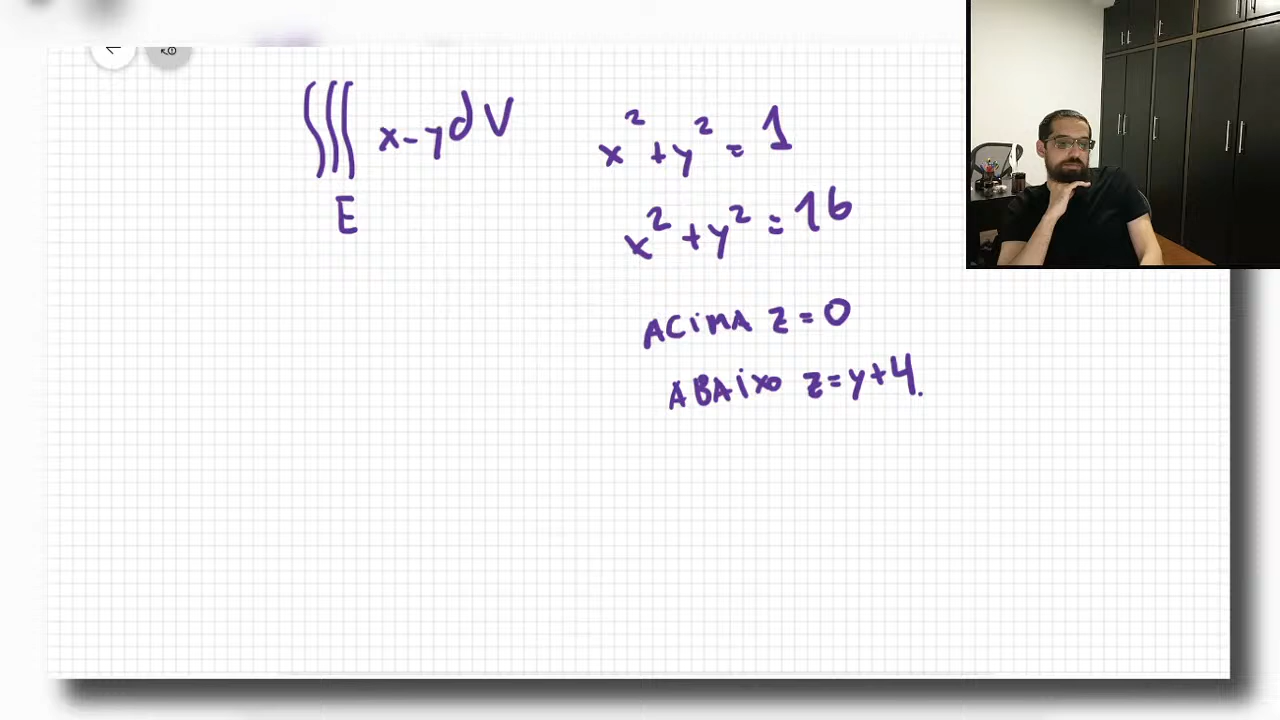 ∭ x-y dV
E
x² + y² = 1
x² + y² = 16
ACIMA z = 0
ABAIXO z = y + 4.